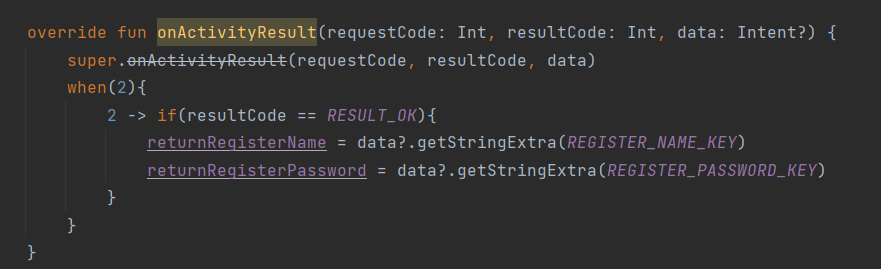 override fun onActivityResult(requestCode: Int, resultCode: Int, data: Intent?) {
super.onActivityResult(requestCode, resultCode, data)
when(2){
2 -> if(resultCode == RESULT_OK){
returnRegisterName = data?.getStringExtra(REGISTER_NAME_KEY)
returnRegisterPassword = data?.getStringExtra(REGISTER_PASSWORD_KEY)
}
}
}